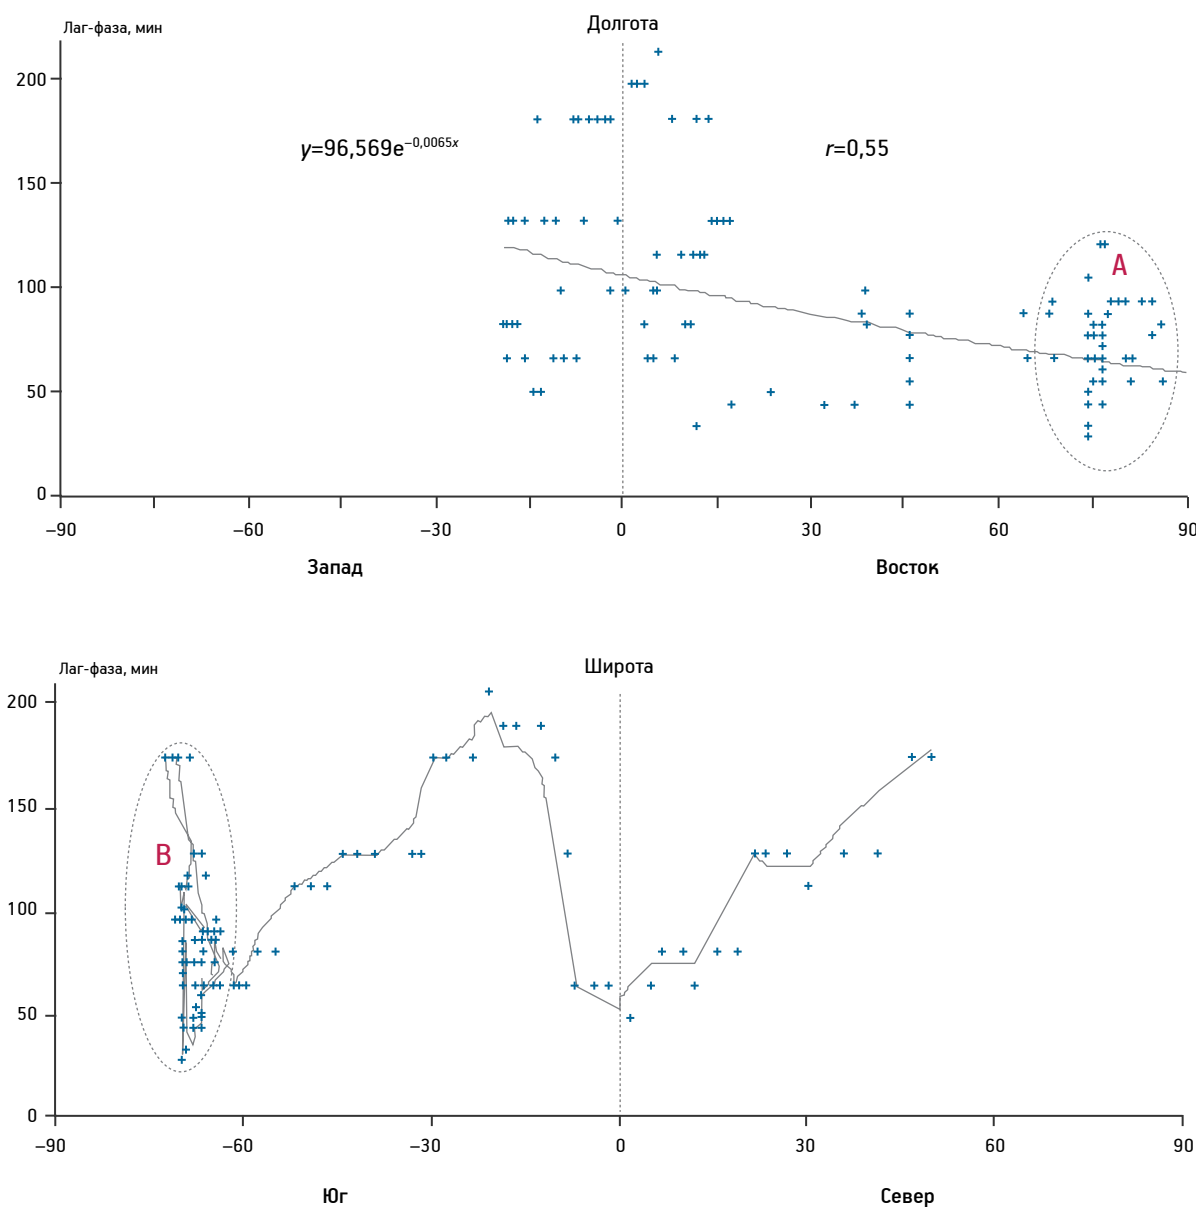 Лаг-фаза, мин
Долгота
200
y=96,569e^−0,0065x
r=0,55
150
A
100
50
0
−90 −60 −30 0 30 60 90
Запад Восток
Лаг-фаза, мин
Широта
200
150
B
100
50
0
−90 −60 −30 0 30 60 90
Юг Север